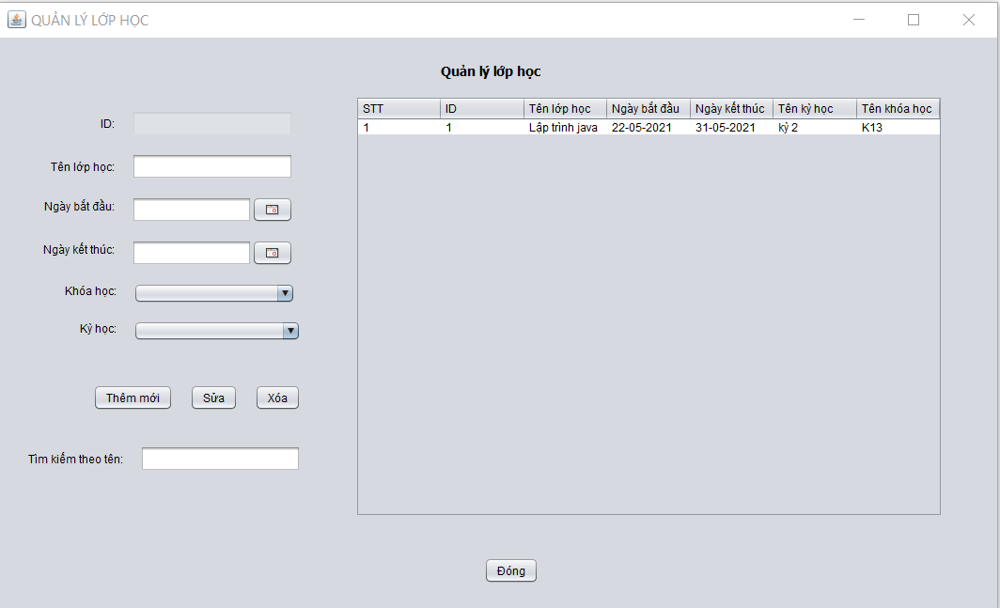 QUẢN LÝ LỚP HỌC
Quản lý lớp học
ID:
Tên lớp học:
Ngày bắt đầu:
Ngày kết thúc:
Khóa học:
Kỳ học:
Thêm mới Sửa Xóa
Tìm kiếm theo tên:
STT ID Tên lớp học Ngày bắt đầu Ngày kết thúc Tên kỳ học Tên khóa học
1 1 Lập trình java 22-05-2021 31-05-2021 kỳ 2 K13
Đóng